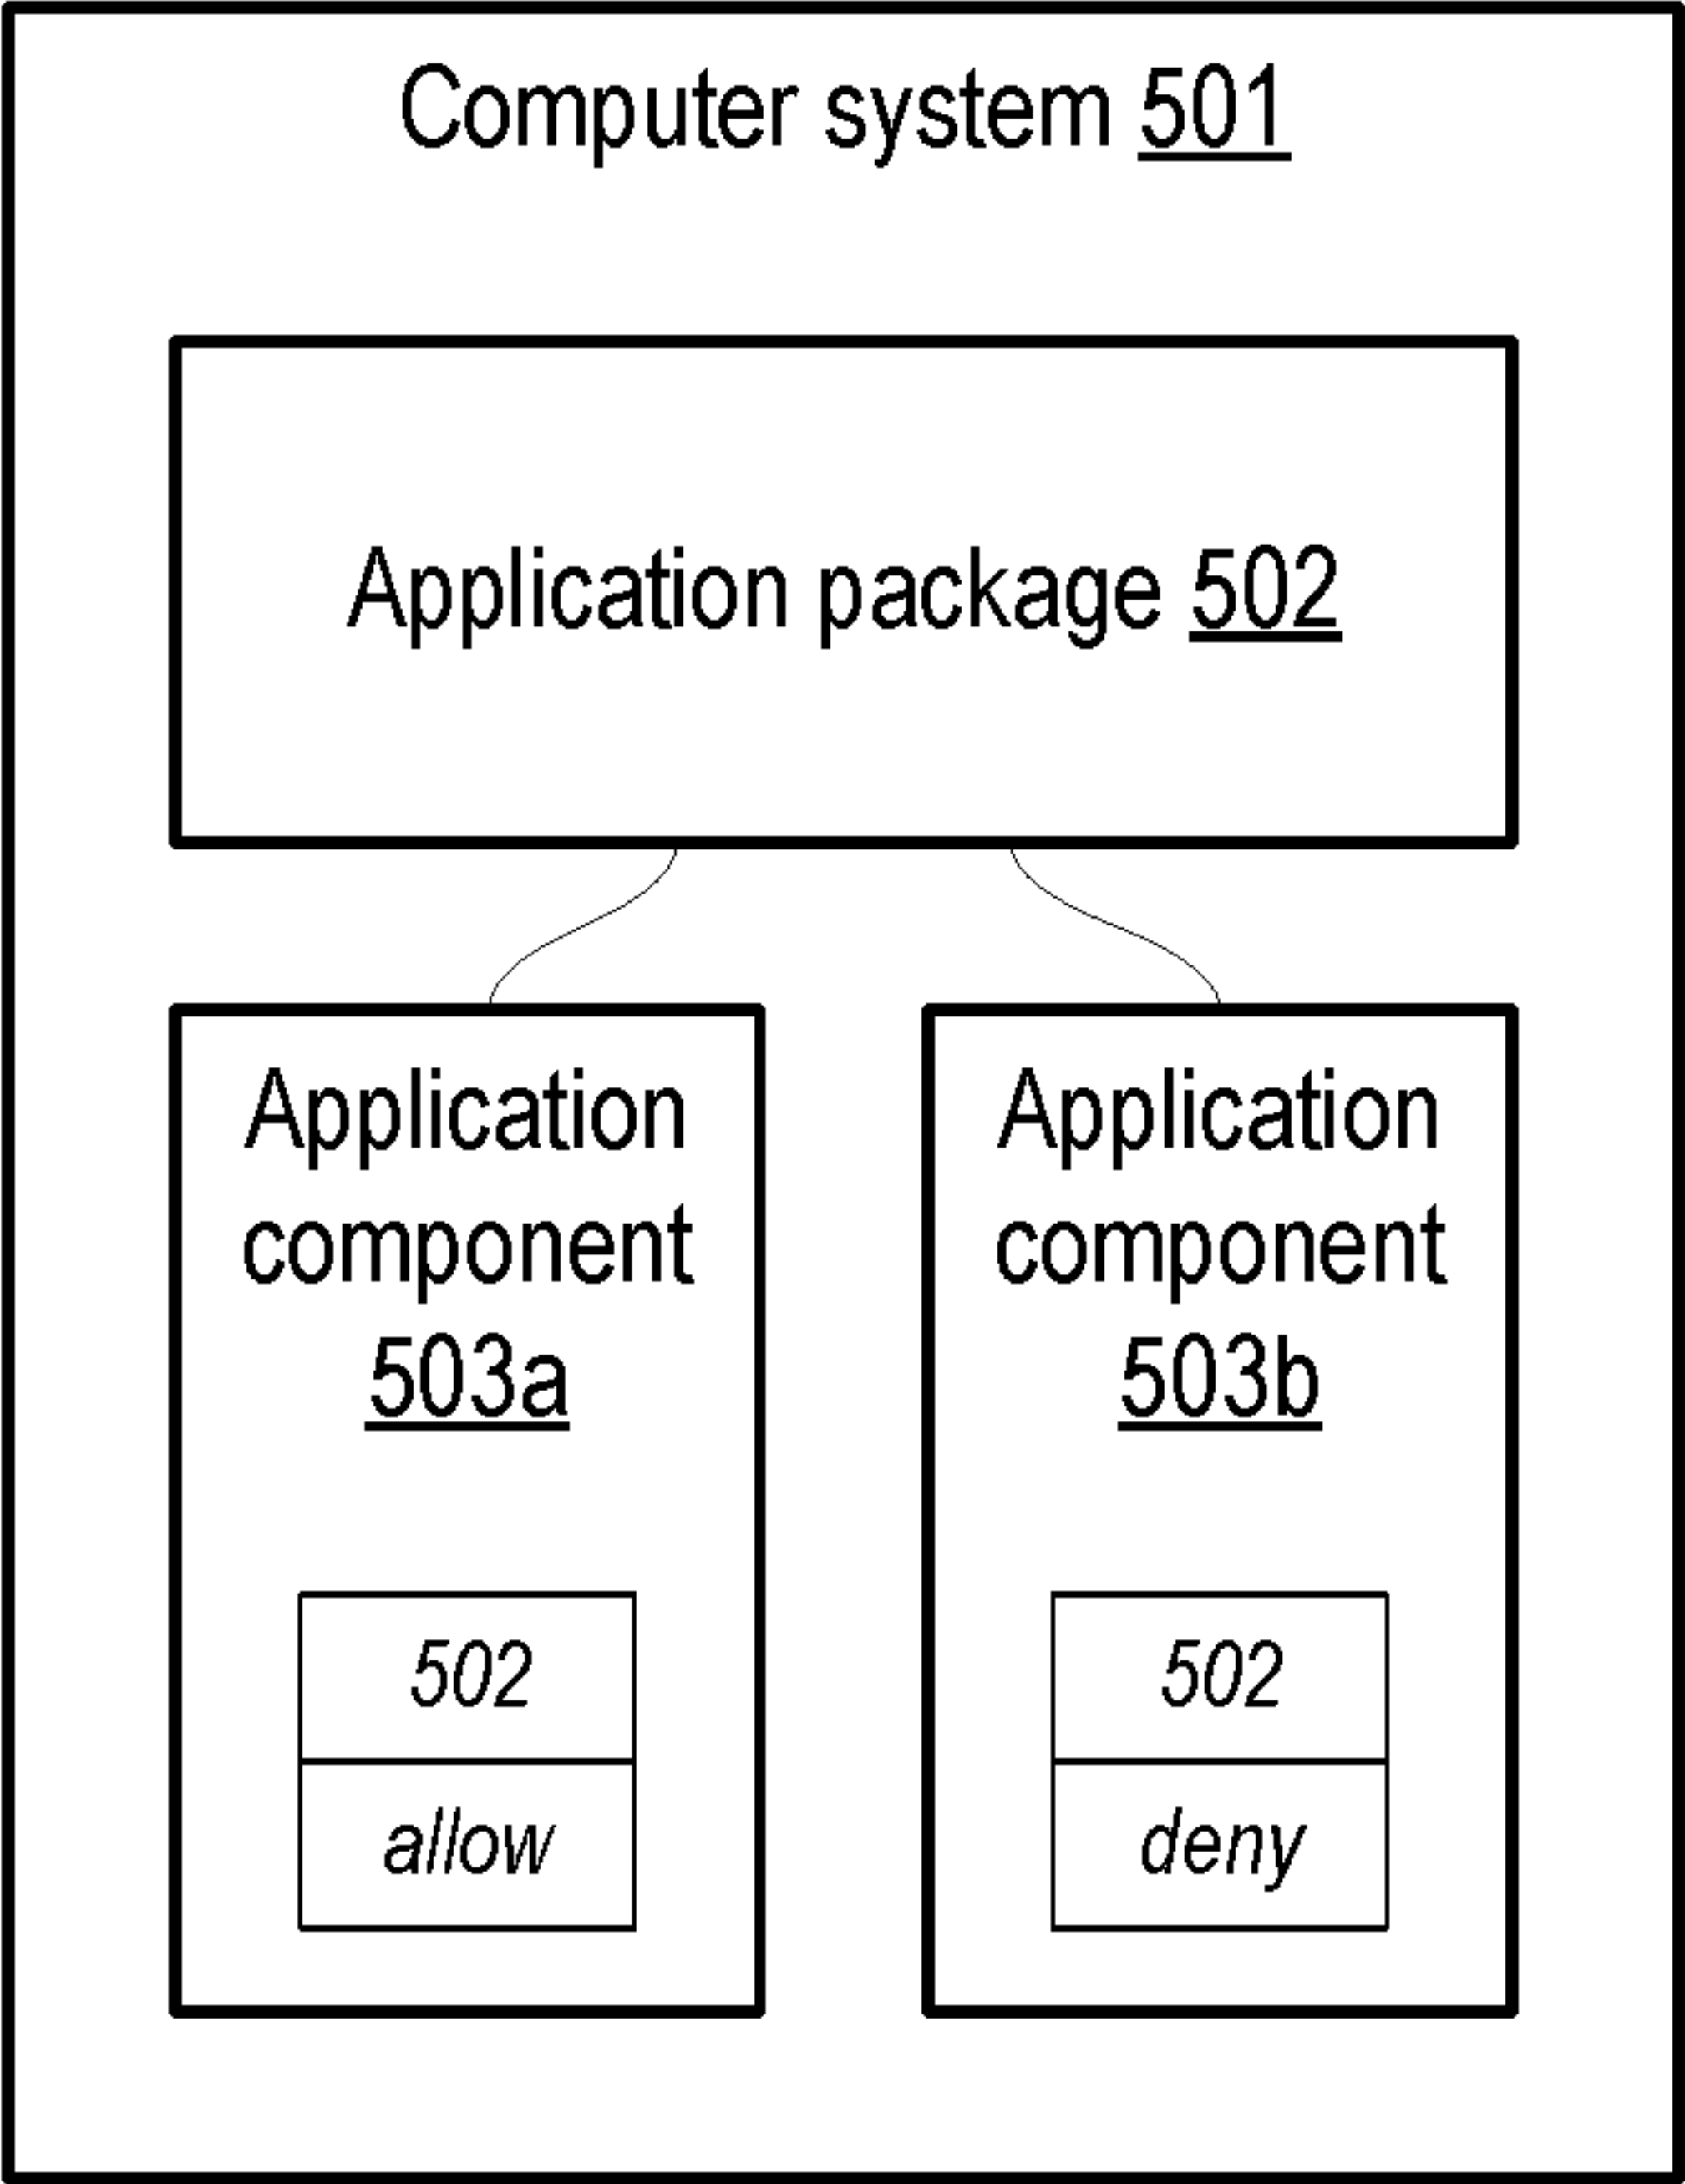 Computer system 501
Application package 502
Application
component
503a
502
allow
Application
component
503b
502
deny